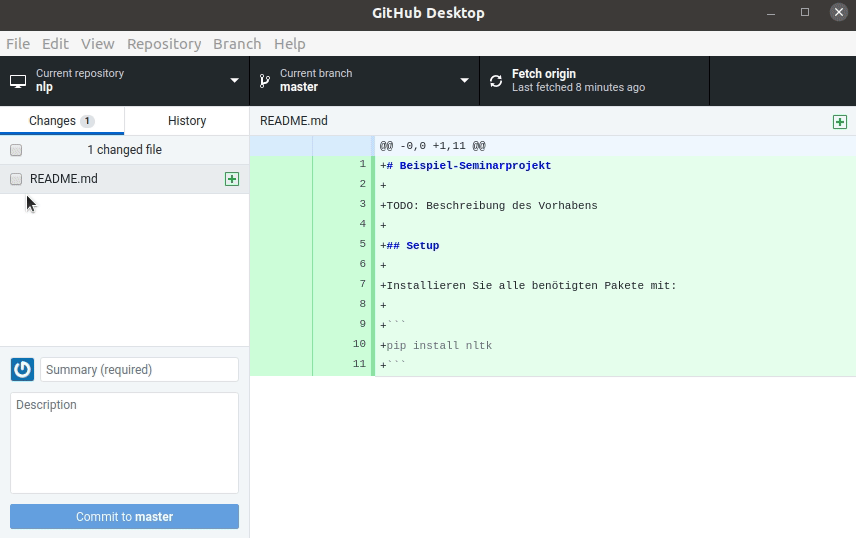 GitHub Desktop
File Edit View Repository Branch Help
Current repository
nlp
Current branch
master
Fetch origin
Last fetched 8 minutes ago
Changes 1
History
1 changed file
README.md
Summary (required)
Description
Commit to master
README.md
@@ -0,0 +1,11 @@
1 +# Beispiel-Seminarprojekt
2 +
3 +TODO: Beschreibung des Vorhabens
4 +
5 +## Setup
6 +
7 +Installieren Sie alle benötigten Pakete mit:
8 +
9 +```
10 +pip install nltk
11 +```